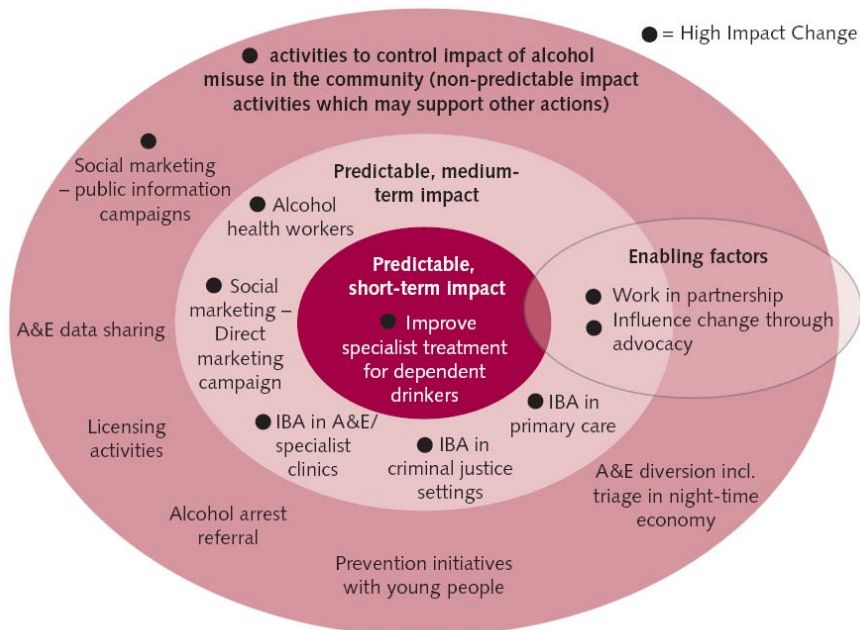 ● = High Impact Change
● activities to control impact of alcohol
misuse in the community (non-predictable impact
activities which may support other actions)
●
Social marketing
– public information
campaigns
Predictable, medium-
term impact
● Alcohol
health workers
Predictable,
short-term impact
● Improve
specialist treatment
for dependent
drinkers
Enabling factors
● Work in partnership
● Influence change through
advocacy
● Social
marketing –
Direct
marketing
campaign
A&E data sharing
● IBA in A&E/
specialist
clinics
● IBA in
criminal justice
settings
● IBA in
primary care
Licensing
activities
Alcohol arrest
referral
Prevention initiatives
with young people
A&E diversion incl.
triage in night-time
economy